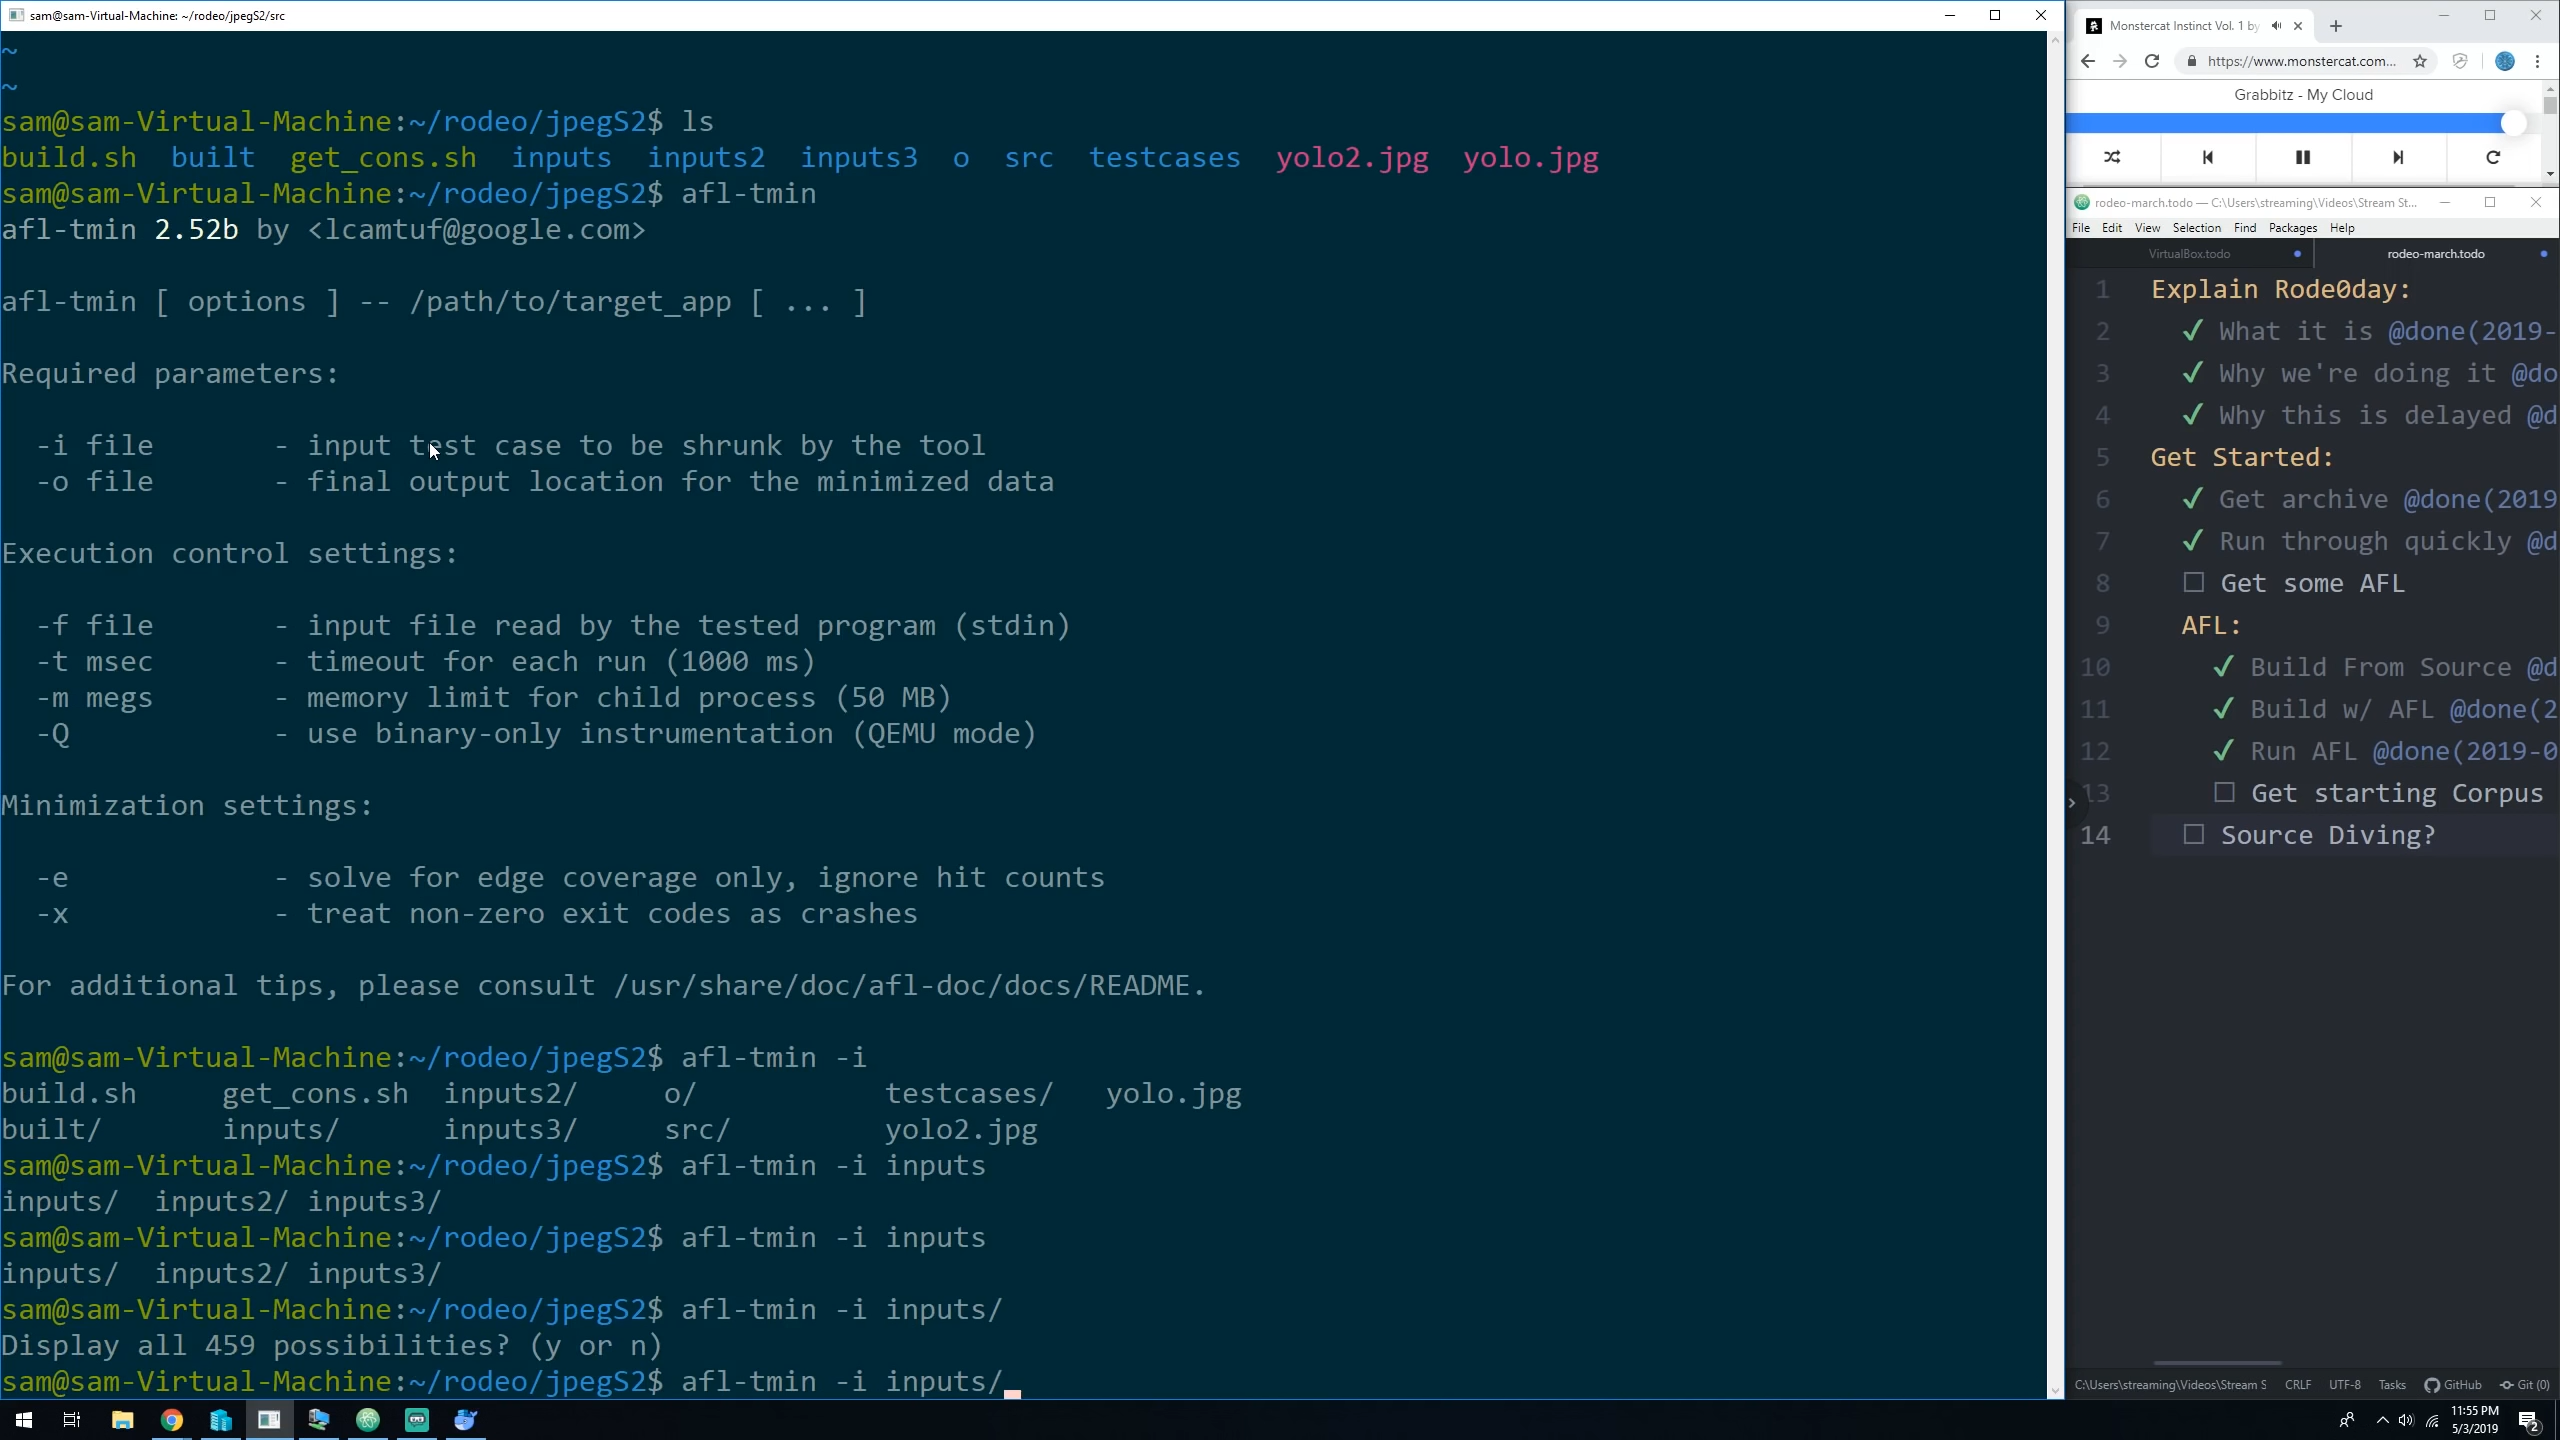 sam@sam-Virtual-Machine: ~/rodeo/jpegS2/src
~
~
sam@sam-Virtual-Machine:~/rodeo/jpegS2$ ls
build.sh  built  get_cons.sh  inputs  inputs2  inputs3  o  src  testcases  yolo2.jpg  yolo.jpg
sam@sam-Virtual-Machine:~/rodeo/jpegS2$ afl-tmin
afl-tmin 2.52b by <lcamtuf@google.com>
afl-tmin [ options ] -- /path/to/target_app [ ... ]
Required parameters:
-i file       - input test case to be shrunk by the tool
-o file       - final output location for the minimized data
Execution control settings:
-f file       - input file read by the tested program (stdin)
-t msec       - timeout for each run (1000 ms)
-m megs       - memory limit for child process (50 MB)
-Q            - use binary-only instrumentation (QEMU mode)
Minimization settings:
-e            - solve for edge coverage only, ignore hit counts
-x            - treat non-zero exit codes as crashes
For additional tips, please consult /usr/share/doc/afl-doc/docs/README.
sam@sam-Virtual-Machine:~/rodeo/jpegS2$ afl-tmin -i
build.sh     get_cons.sh  inputs2/     o/           testcases/   yolo.jpg
built/       inputs/      inputs3/     src/         yolo2.jpg
sam@sam-Virtual-Machine:~/rodeo/jpegS2$ afl-tmin -i inputs
inputs/  inputs2/ inputs3/
sam@sam-Virtual-Machine:~/rodeo/jpegS2$ afl-tmin -i inputs
inputs/  inputs2/ inputs3/
sam@sam-Virtual-Machine:~/rodeo/jpegS2$ afl-tmin -i inputs/
Display all 459 possibilities? (y or n)
sam@sam-Virtual-Machine:~/rodeo/jpegS2$ afl-tmin -i inputs/
Monstercat Instinct Vol. 1 by
https://www.monstercat.com...
Grabbitz - My Cloud
rodeo-march.todo — C:\Users\streaming\Videos\Stream St...
File Edit View Selection Find Packages Help
VirtualBox.todo rodeo-march.todo
1 Explain Rode0day:
2 ✓ What it is @done(2019-
3 ✓ Why we're doing it @do
4 ✓ Why this is delayed @d
5 Get Started:
6 ✓ Get archive @done(2019
7 ✓ Run through quickly @d
8 ☐ Get some AFL
9 AFL:
10 ✓ Build From Source @d
11 ✓ Build w/ AFL @done(2
12 ✓ Run AFL @done(2019-0
13 ☐ Get starting Corpus
14 ☐ Source Diving?
C:\Users\streaming\Videos\Stream S CRLF UTF-8 Tasks GitHub Git (0)
11:55 PM
5/3/2019
2